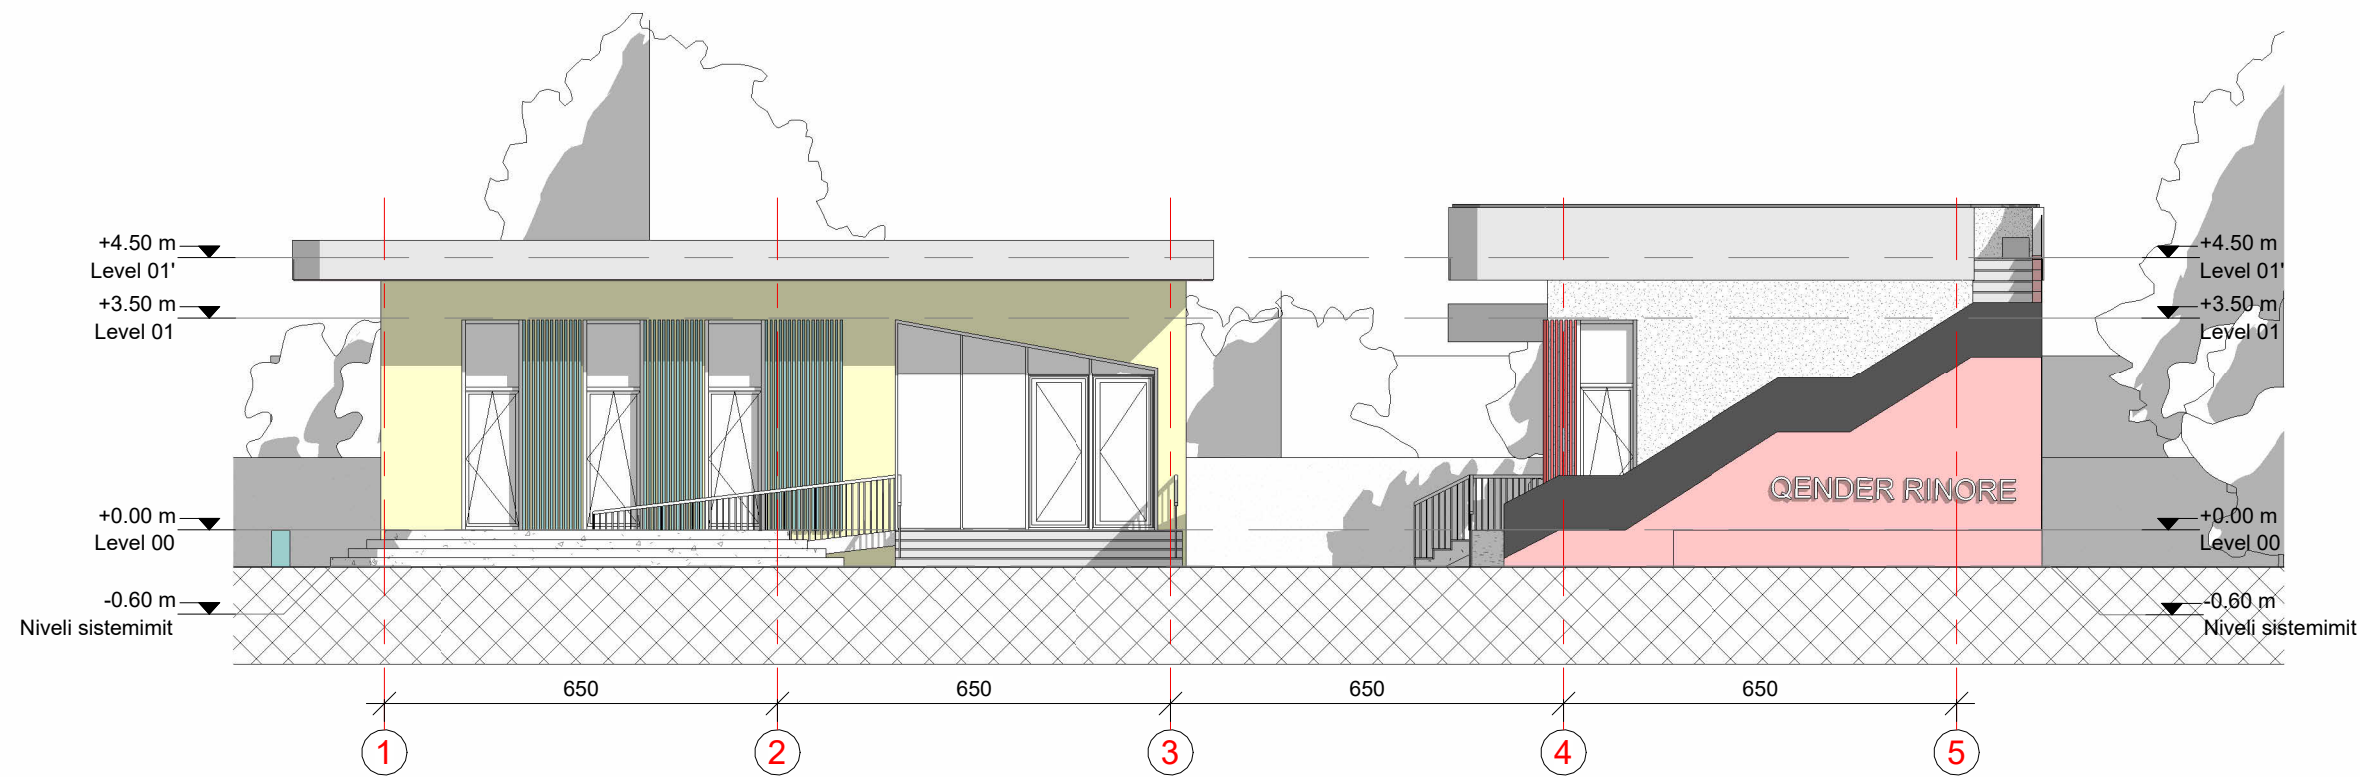 +4.50 m
Level 01'
+3.50 m
Level 01
+0.00 m
Level 00
-0.60 m
Niveli sistemimit
QENDER RINORE
+4.50 m
Level 01'
+3.50 m
Level 01
+0.00 m
Level 00
-0.60 m
Niveli sistemimit
650 650 650 650
1 2 3 4 5